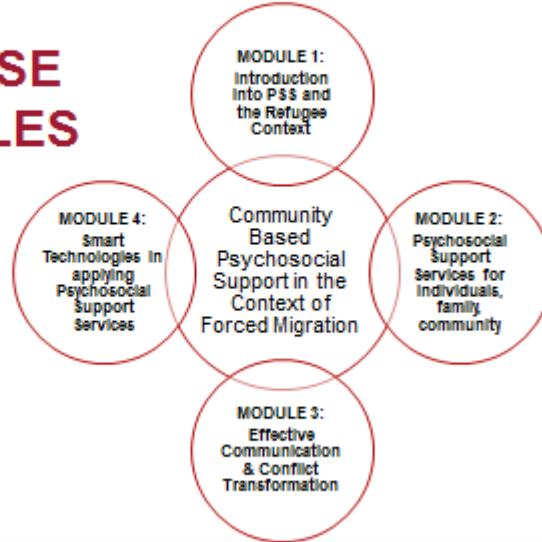 SE
LES
MODULE 1:
Introduction
into PSS and
the Refugee
Context
MODULE 4:
Smart
Technologies in
applying
Psychosocial
Support
Services
Community
Based
Psychosocial
Support in the
Context of
Forced Migration
MODULE 2:
Psychosocial
Support
Services for
individuals,
family,
community
MODULE 3:
Effective
Communication
& Conflict
Transformation